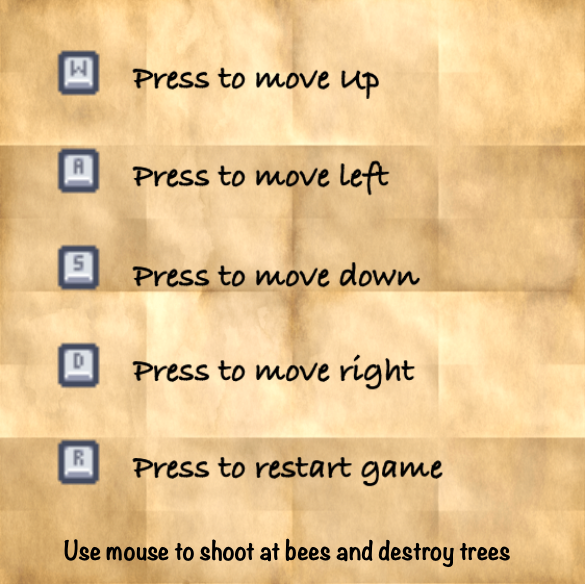 W Press to move up
A Press to move left
S Press to move down
D Press to move right
R Press to restart game
Use mouse to shoot at bees and destroy trees